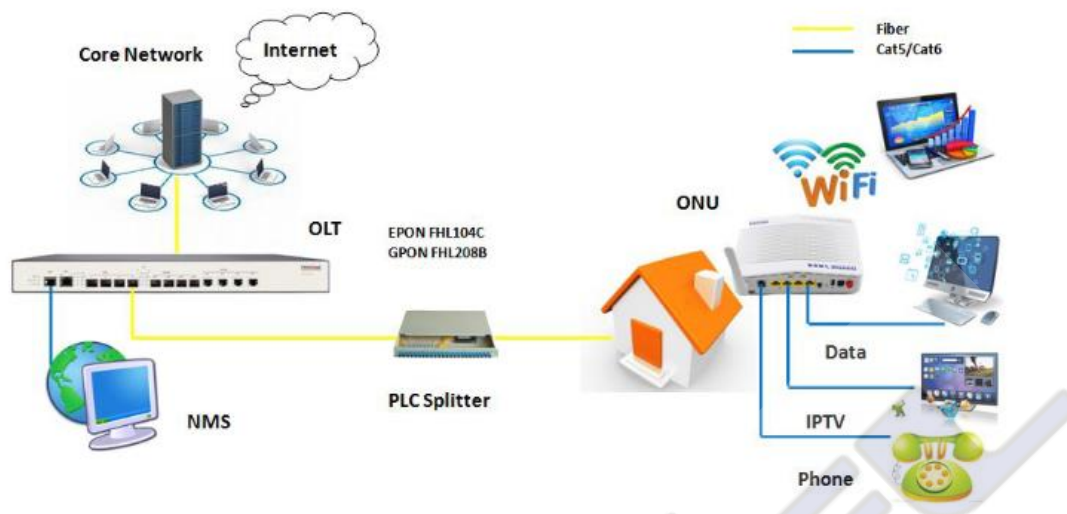 Internet
Core Network
Fiber
Cat5/Cat6
WiFi
OLT
EPON FHL104C
GPON FHL208B
ONU
PLC Splitter
NMS
Data
IPTV
Phone